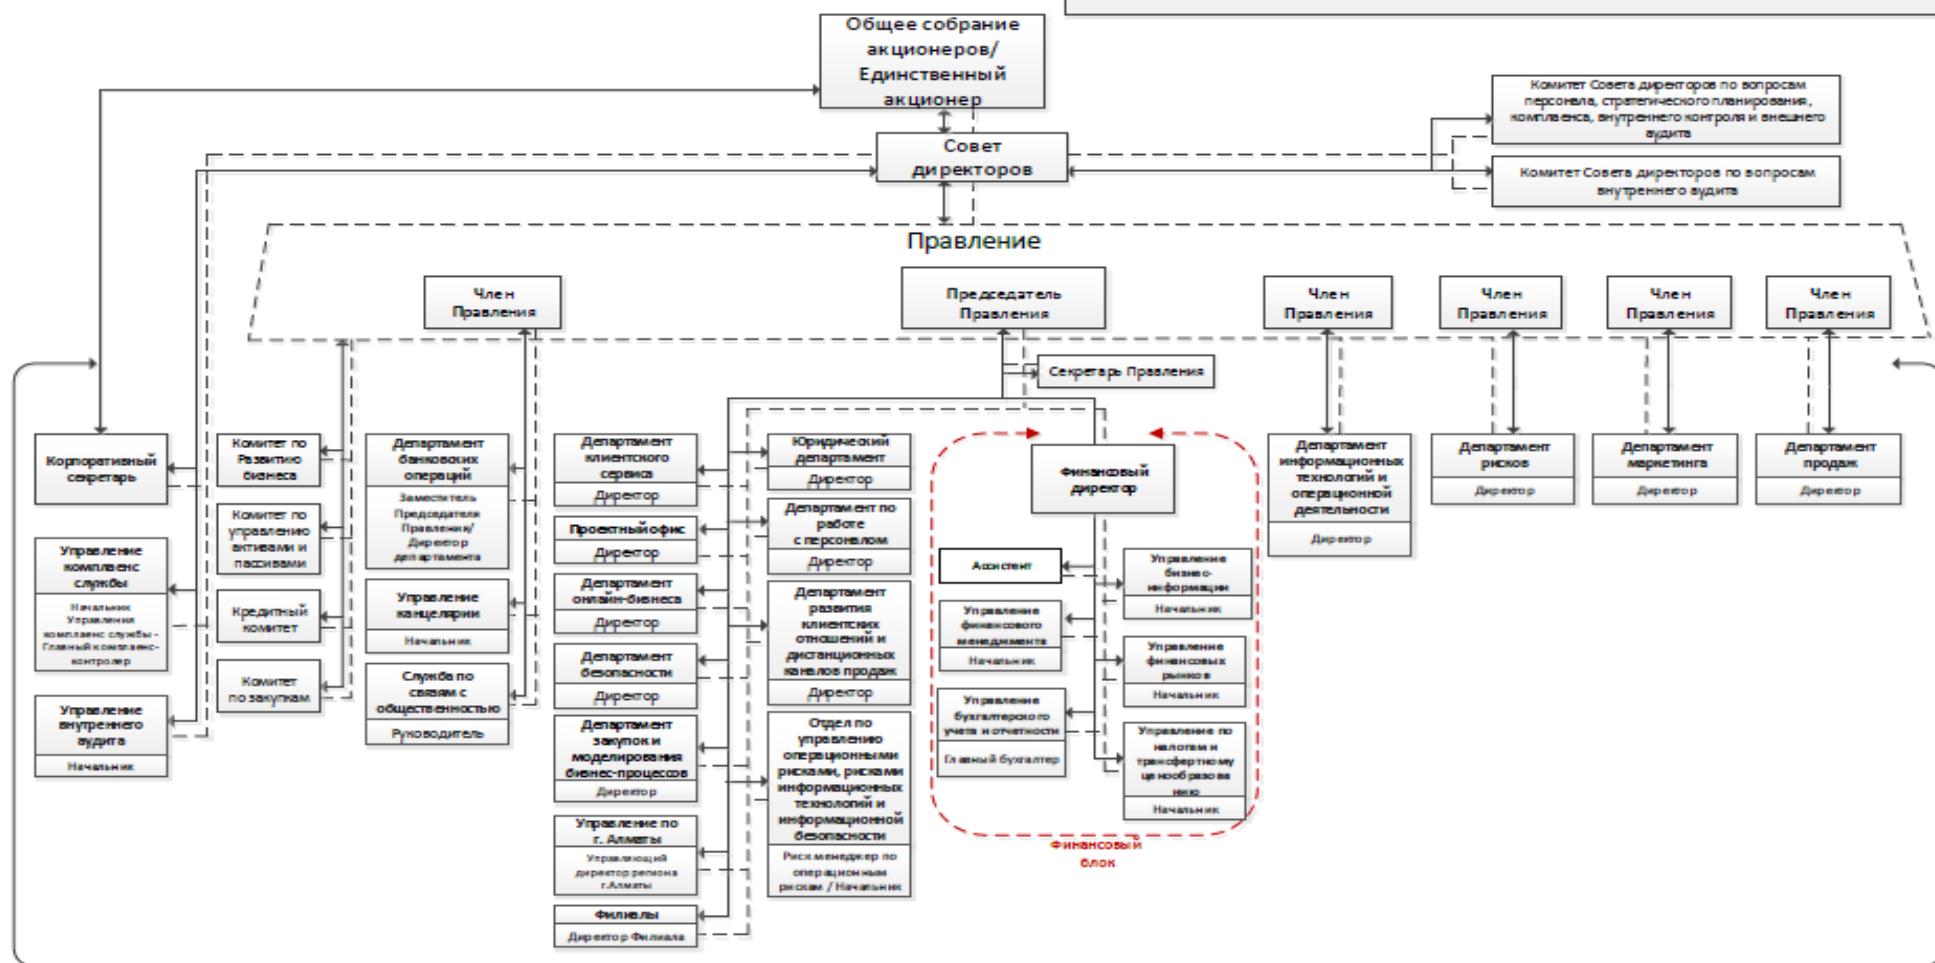 Общее собрание
акционеров/
Единственный
акционер
Совет
директоров
Комитет Совета директоров по вопросам
персонала, стратегического планирования,
комплаенса, внутреннего контроля и внешнего
аудита
Комитет Совета директоров по вопросам
внутреннего аудита
Правление
Член
Правления
Председатель
Правления
Член
Правления
Член
Правления
Член
Правления
Член
Правления
Секретарь Правления
Корпоративный
секретарь
Управление
комплаенс
службы
Начальник
Управления
комплаенс службы -
Главный комплаенс-
контролер
Управление
внутреннего
аудита
Начальник
Комитет по
Развитию
бизнеса
Комитет по
управлению
активами и
пассивами
Кредитный
комитет
Комитет
по закупкам
Департамент
банковских
операций
Заместитель
Председателя
Правления/
Директор
департамента
Управление
канцелярии
Начальник
Служба по
связям с
общественностью
Руководитель
Департамент
клиентского
сервиса
Директор
Проектный офис
Директор
Департамент
онлайн-бизнеса
Директор
Департамент
безопасности
Директор
Департамент
закупок и
моделирования
бизнес-процессов
Директор
Управление по
г. Алматы
Управляющий
директор региона
г.Алматы
Филиалы
Директор Филиала
Юридический
департамент
Директор
Департамент по
работе
с персоналом
Директор
Департамент
развития
клиентских
отношений и
дистанционных
каналов продаж
Директор
Отдел по
управлению
операционными
рисками, рисками
информационных
технологий и
информационной
безопасности
Риск менеджер по
операционным
рискам / Начальник
Финансовый
директор
Ассистент
Управление
финансового
менеджмента
Начальник
Управление
бухгалтерского
учета и отчетности
Главный бухгалтер
Управление
бизнес-
информации
Начальник
Управление
финансовых
рынков
Начальник
Управление по
налогам и
трансфертному
ценообразова
нию
Начальник
Финансовый
блок
Департамент
информационных
технологий и
операционной
деятельности
Директор
Департамент
рисков
Директор
Департамент
маркетинга
Директор
Департамент
продаж
Директор